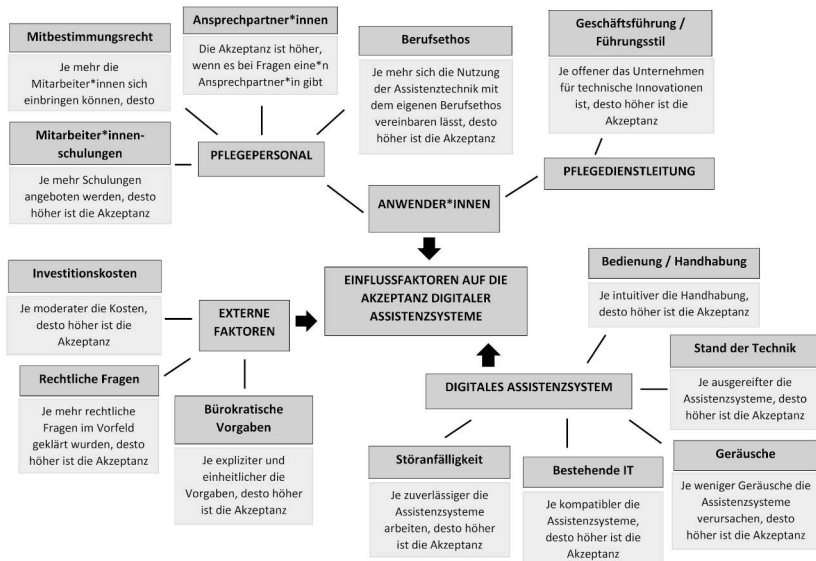 Mitbestimmungsrecht
Je mehr die
Mitarbeiter*innen sich
einbringen können, desto
Ansprechpartner*innen
Die Akzeptanz ist höher,
wenn es bei Fragen eine*n
Ansprechpartner*in gibt
Berufsethos
Je mehr sich die Nutzung
der Assistenztechnik mit
dem eigenen Berufsethos
vereinbaren lässt, desto
höher ist die Akzeptanz
Geschäftsführung /
Führungsstil
Je offener das Unternehmen
für technische Innovationen
ist, desto höher ist die
Akzeptanz
Mitarbeiter*innen-
schulungen
Je mehr Schulungen
angeboten werden, desto
höher ist die Akzeptanz
PFLEGEPERSONAL
PFLEGEDIENSTLEITUNG
ANWENDER*INNEN
EINFLUSSFAKTOREN AUF DIE
AKZEPTANZ DIGITALER
ASSISTENZSYSTEME
Investitionskosten
Je moderater die Kosten,
desto höher ist die
Akzeptanz
EXTERNE
FAKTOREN
Rechtliche Fragen
Je mehr rechtliche
Fragen im Vorfeld
geklärt wurden, desto
höher ist die Akzeptanz
Bürokratische
Vorgaben
Je expliziter und
einheitlicher die
Vorgaben, desto höher
ist die Akzeptanz
Bedienung / Handhabung
Je intuitiver die Handhabung,
desto höher ist die Akzeptanz
DIGITALES ASSISTENZSYSTEM
Stand der Technik
Je ausgereifter die
Assistenzsysteme, desto
höher ist die Akzeptanz
Störanfälligkeit
Je zuverlässiger die
Assistenzsysteme
arbeiten, desto höher
ist die Akzeptanz
Bestehende IT
Je kompatibler die
Assistenzsysteme,
desto höher ist die
Akzeptanz
Geräusche
Je weniger Geräusche die
Assistenzsysteme
verursachen, desto
höher ist die Akzeptanz